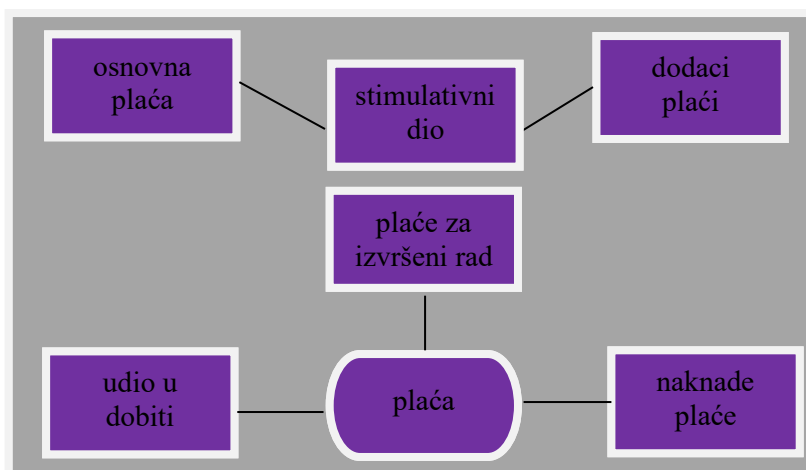 osnovna
plaća
stimulativni
dio
dodaci
plaći
plaće za
izvršeni rad
udio u
dobiti
plaća
naknade
plaće